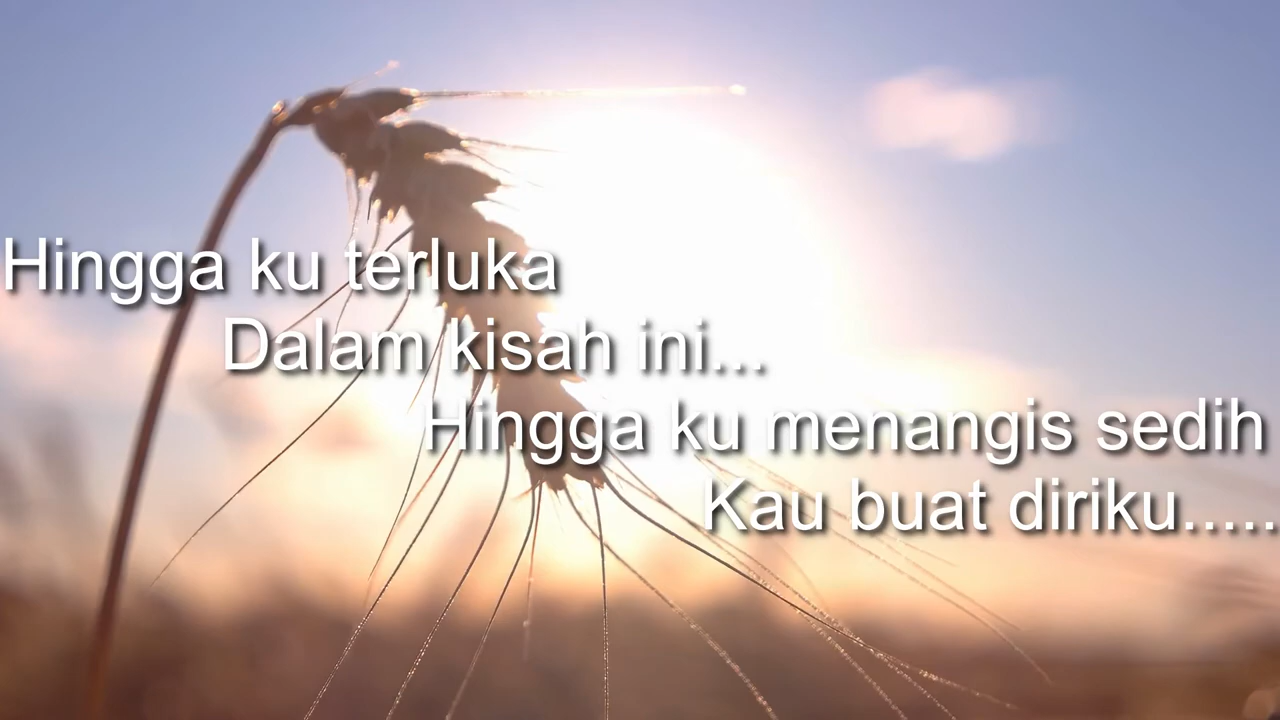 Hingga ku terluka
Dalam kisah ini...
Hingga ku menangis sedih
Kau buat diriku.....